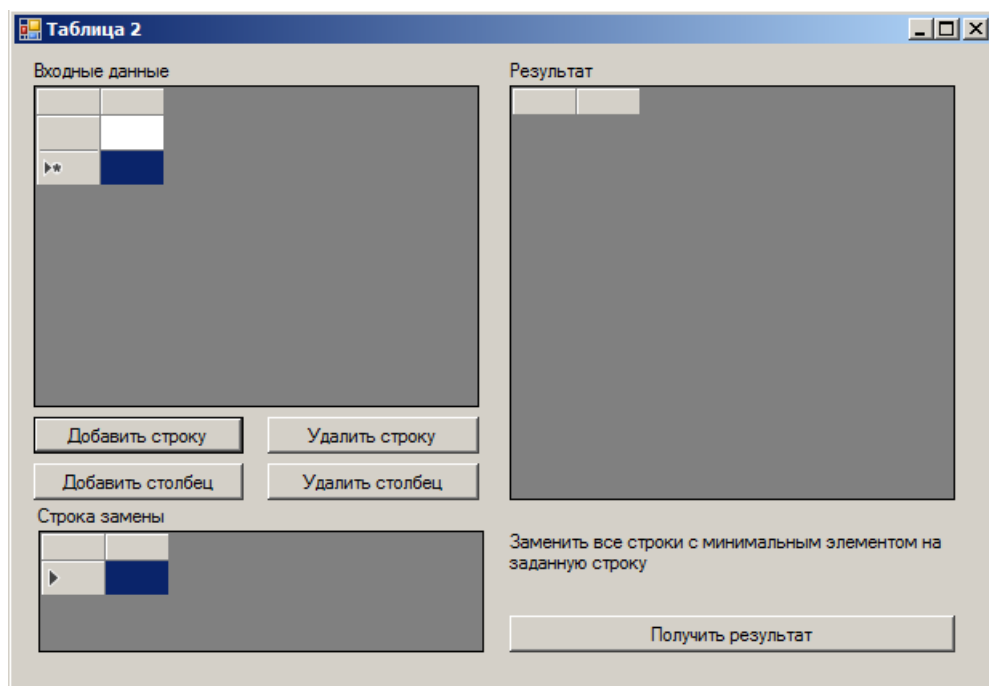 Таблица 2
Входные данные
Результат
Добавить строку
Удалить строку
Добавить столбец
Удалить столбец
Строка замены
Заменить все строки с минимальным элементом на
заданную строку
Получить результат